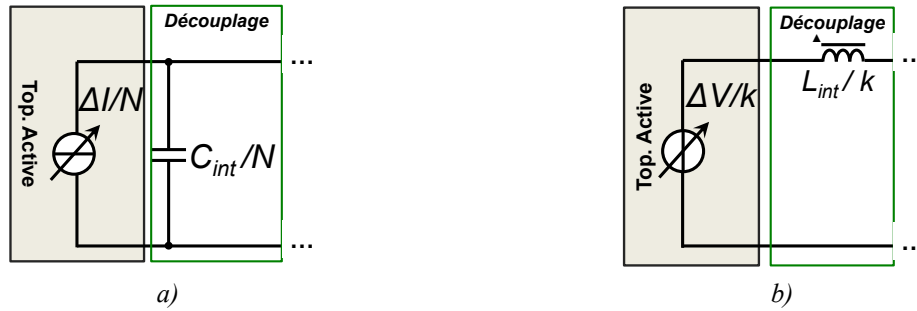 Découplage
Top. Active
ΔI/N
C_int/N
...
...
a)
Découplage
Top. Active
ΔV/k
L_int/k
..
..
b)